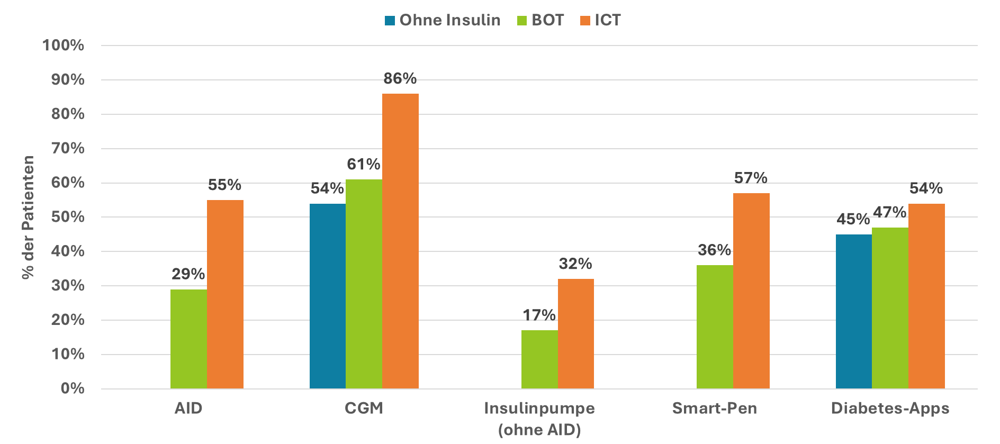 Ohne Insulin BOT ICT
100%
90%
80%
70%
60%
50%
40%
30%
20%
10%
0%
% der Patienten
29% 55%
54% 61% 86%
17% 32%
36% 57%
45% 47% 54%
AID CGM Insulinpumpe Smart-Pen Diabetes-Apps
(ohne AID)